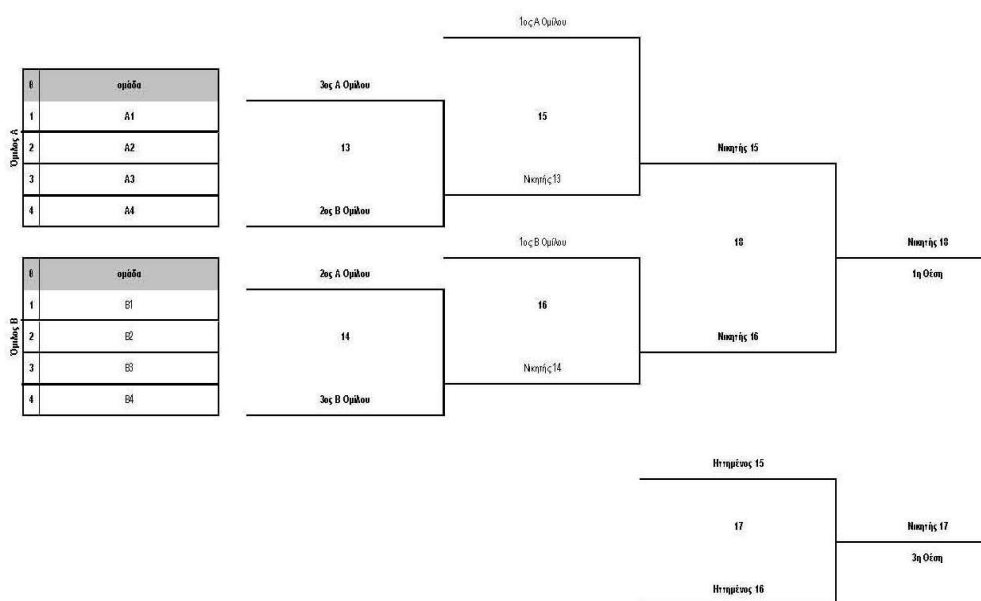 Όμιλος Α
θ ομάδα
1 Α1
2 Α2
3 Α3
4 Α4
Όμιλος Β
θ ομάδα
1 Β1
2 Β2
3 Β3
4 Β4
3ος Α Ομίλου
13
2ος Β Ομίλου
2ος Α Ομίλου
14
3ος Β Ομίλου
1ος Α Ομίλου
15
Νικητής 13
1ος Β Ομίλου
16
Νικητής 14
Νικητής 15
18
Νικητής 16
Νικητής 18
1η Θέση
Ηττημένος 15
17
Ηττημένος 16
Νικητής 17
3η Θέση